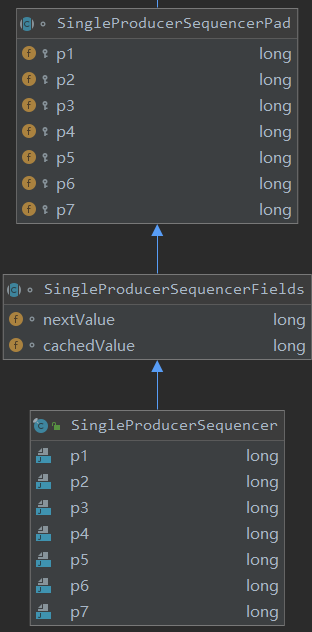 SingleProducerSequencerPad
p1 long
p2 long
p3 long
p4 long
p5 long
p6 long
p7 long
SingleProducerSequencerFields
nextValue long
cachedValue long
SingleProducerSequencer
p1 long
p2 long
p3 long
p4 long
p5 long
p6 long
p7 long